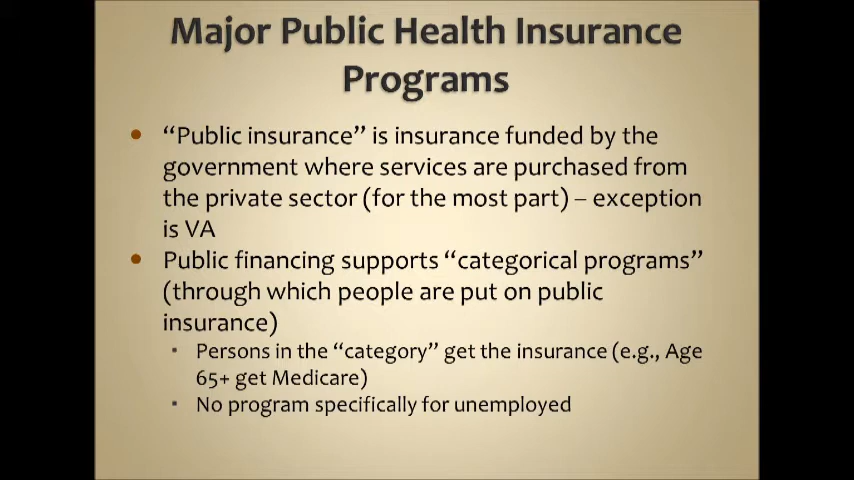 Major Public Health Insurance
Programs
• “Public insurance” is insurance funded by the
government where services are purchased from
the private sector (for the most part) – exception
is VA
• Public financing supports “categorical programs”
(through which people are put on public
insurance)
▪ Persons in the “category” get the insurance (e.g., Age
65+ get Medicare)
▪ No program specifically for unemployed